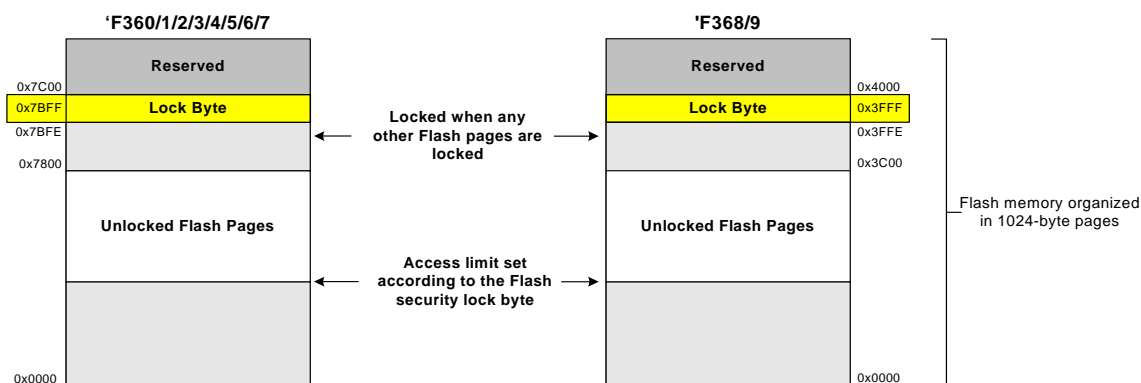 ‘F360/1/2/3/4/5/6/7
Reserved
0x7C00
0x7BFF
Lock Byte
0x7BFE
0x7800
Unlocked Flash Pages
0x0000
Locked when any
other Flash pages are
locked
Access limit set
according to the Flash
security lock byte
'F368/9
Reserved
0x4000
Lock Byte
0x3FFF
0x3FFE
0x3C00
Unlocked Flash Pages
0x0000
Flash memory organized
in 1024-byte pages